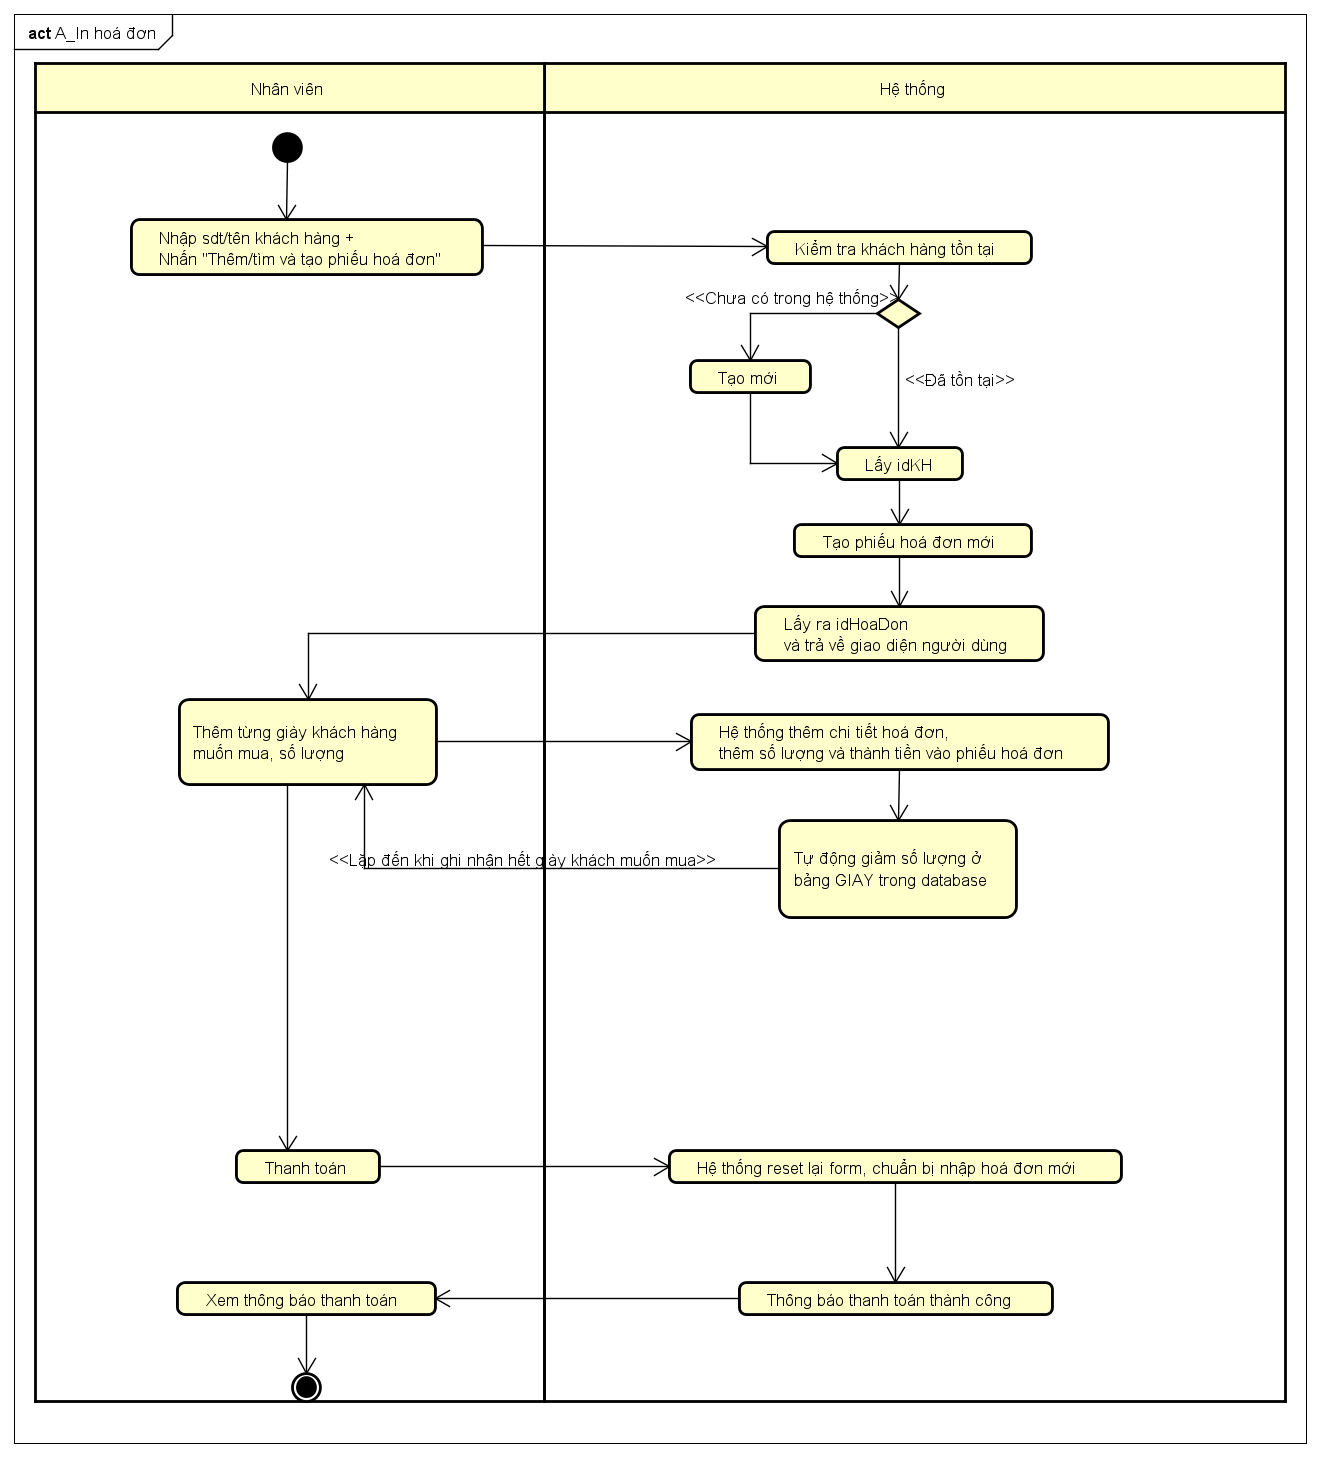 act A_In hoá đơn
Nhân viên
Hệ thống
Nhập sdt/tên khách hàng +
Nhấn "Thêm/tìm và tạo phiếu hoá đơn"
Kiểm tra khách hàng tồn tại
<<Chưa có trong hệ thống>>
Tạo mới
<<Đã tồn tại>>
Lấy idKH
Tạo phiếu hoá đơn mới
Lấy ra idHoaDon
và trả về giao diện người dùng
Thêm từng giày khách hàng
muốn mua, số lượng
Hệ thống thêm chi tiết hoá đơn,
thêm số lượng và thành tiền vào phiếu hoá đơn
<<Lặp đến khi ghi nhận hết giày khách muốn mua>>
Tự động giảm số lượng ở
bảng GIAY trong database
Thanh toán
Hệ thống reset lại form, chuẩn bị nhập hoá đơn mới
Xem thông báo thanh toán
Thông báo thanh toán thành công